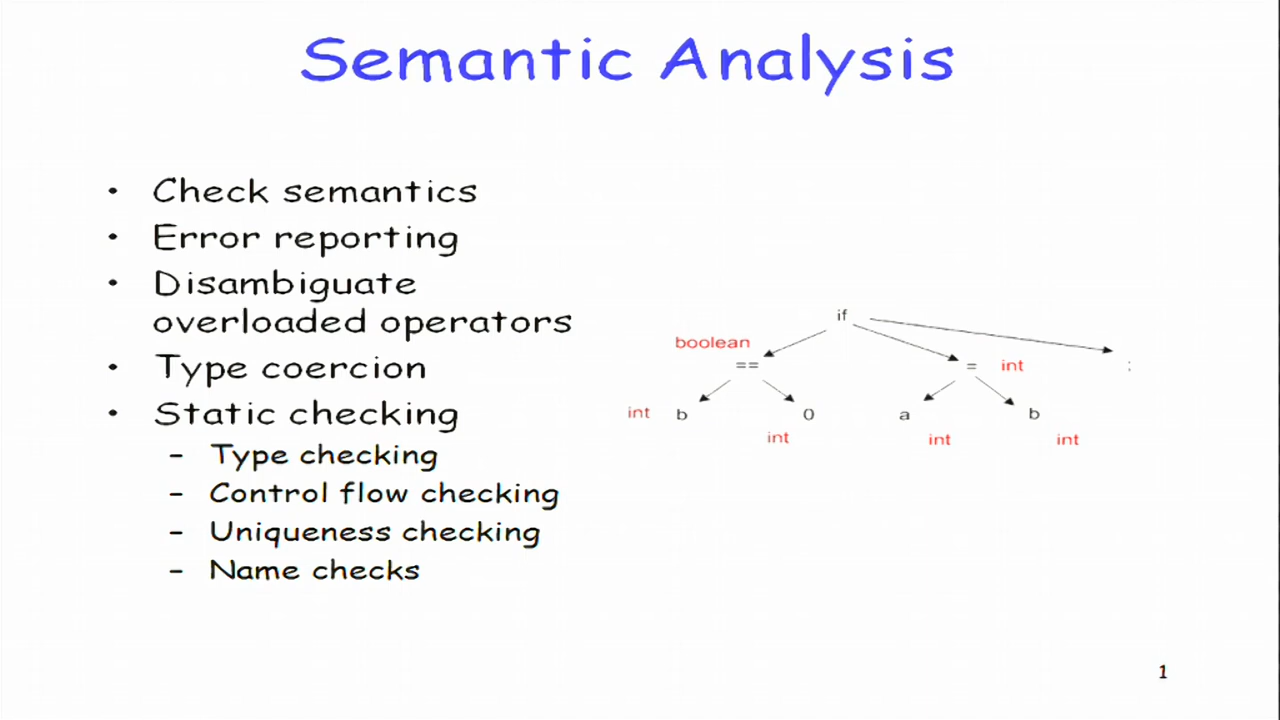 Semantic Analysis
• Check semantics
• Error reporting
• Disambiguate
overloaded operators
• Type coercion
• Static checking
– Type checking
– Control flow checking
– Uniqueness checking
– Name checks
if
boolean
== = int :
int b 0 a b
int int int
1